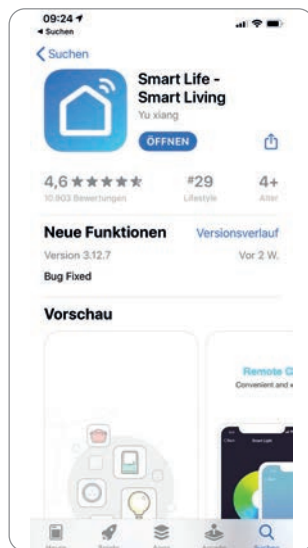 09:24
Suchen
Suchen
Smart Life -
Smart Living
Yu xiang
ÖFFNEN
4,6 #29 4+
10.803 Bewertungen Lifestyle Alter
Neue Funktionen Versionsverlauf
Version 3.12.7 Vor 2 W.
Bug Fixed
Vorschau
Remote
Convenient and